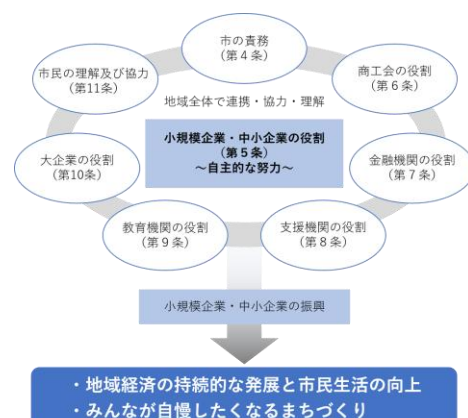 市の責務
(第４条)
市民の理解及び協力
(第11条)
商工会の役割
(第６条)
地域全体で連携・協力・理解
小規模企業・中小企業の役割
(第５条)
～自主的な努力～
大企業の役割
(第10条)
金融機関の役割
(第７条)
教育機関の役割
(第９条)
支援機関の役割
(第８条)
小規模企業・中小企業の振興
・地域経済の持続的な発展と市民生活の向上
・みんなが自慢したくなるまちづくり